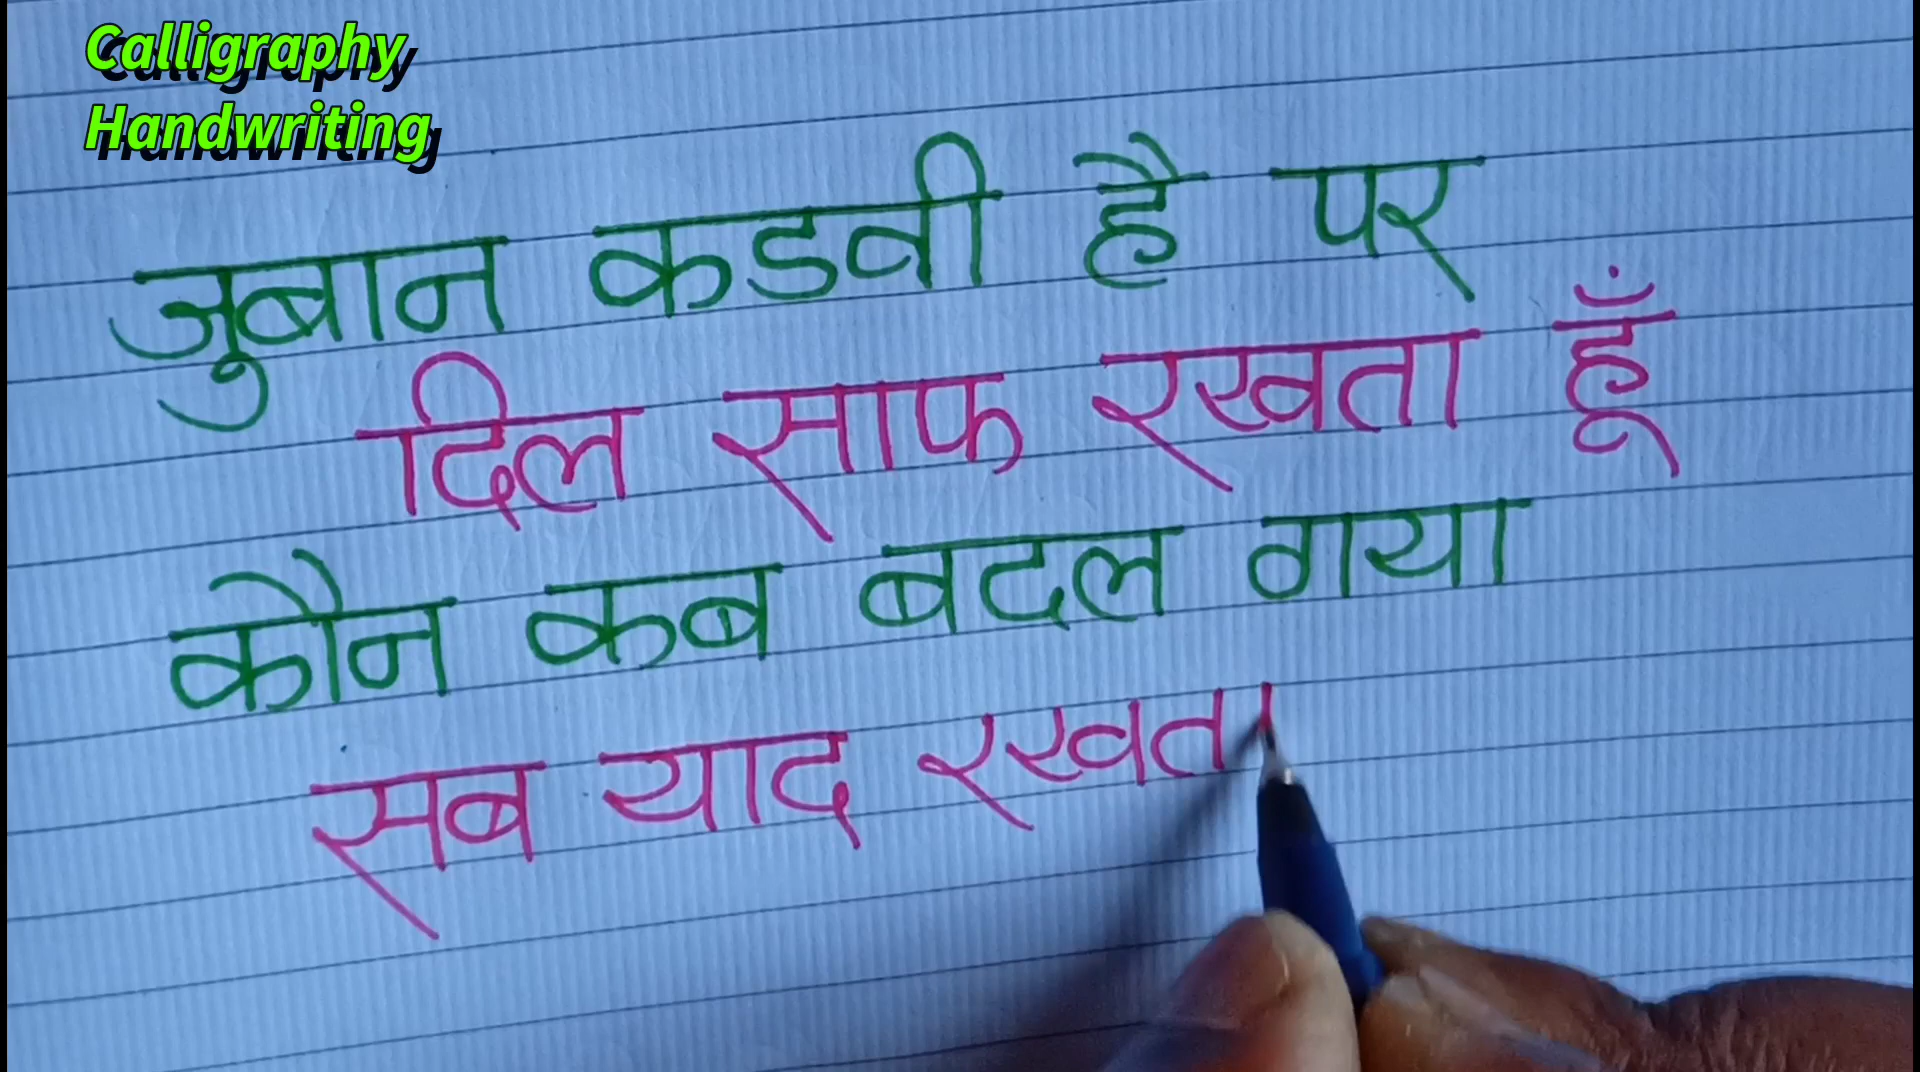 Calligraphy
Handwriting
जुबान कडवी है पर
दिल साफ रखता हूँ
कौन कब बदल गया
सब याद रखता